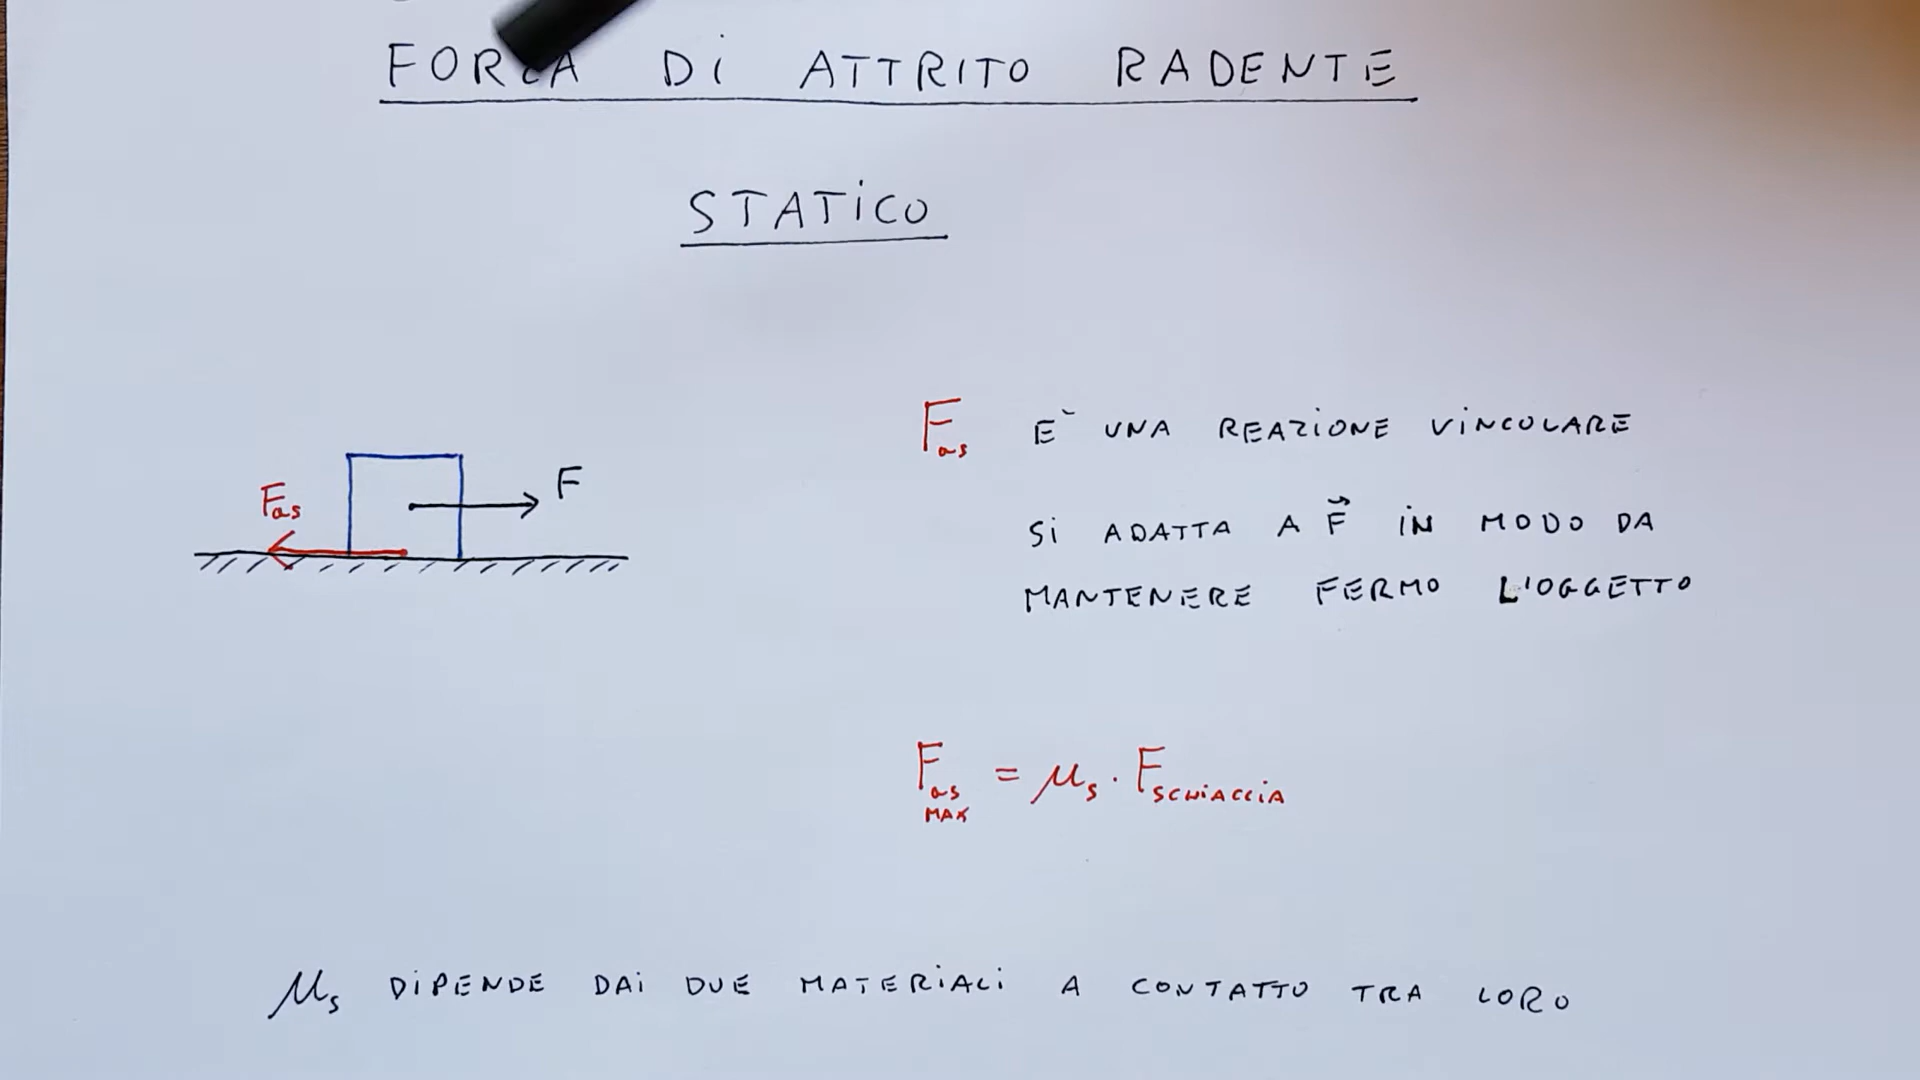 FORZA DI ATTRITO RADENTE
STATICO
Fas È UNA REAZIONE VINCOLARE
SI ADATTA A F⃗ IN MODO DA
MANTENERE FERMO L'OGGETTO
Fas
F
Fas MAX = μs · FSCHIACCIA
μs DIPENDE DAI DUE MATERIALI A CONTATTO TRA LORO